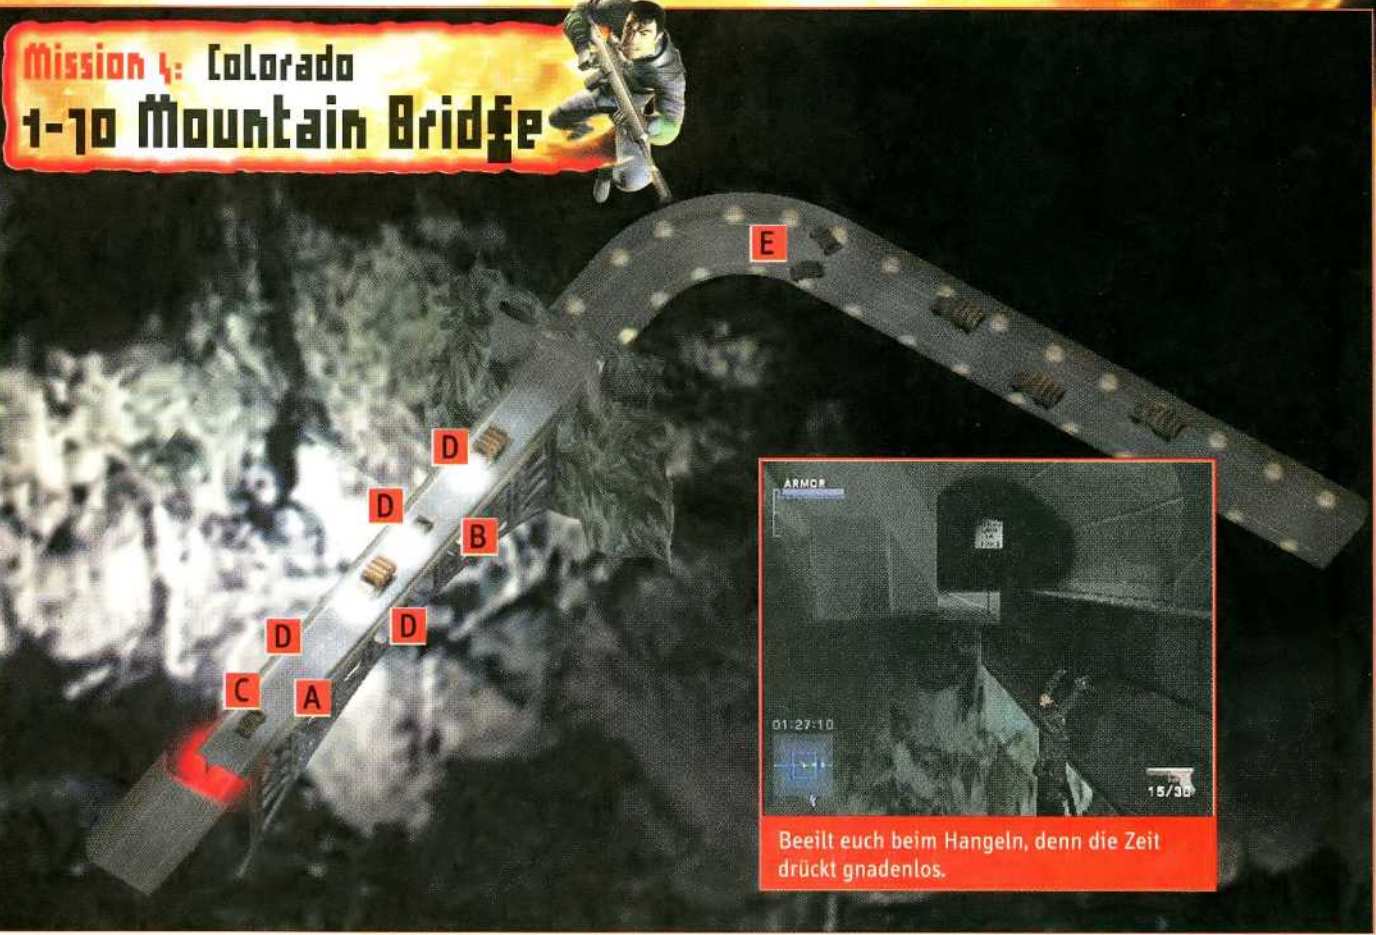 Mission 4: Colorado
1-10 Mountain Bridge
E
D
D
B
D
D
C
A
ARMOR
01:27:10
15/30
Beeilt euch beim Hangeln, denn die Zeit
drückt gnadenlos.